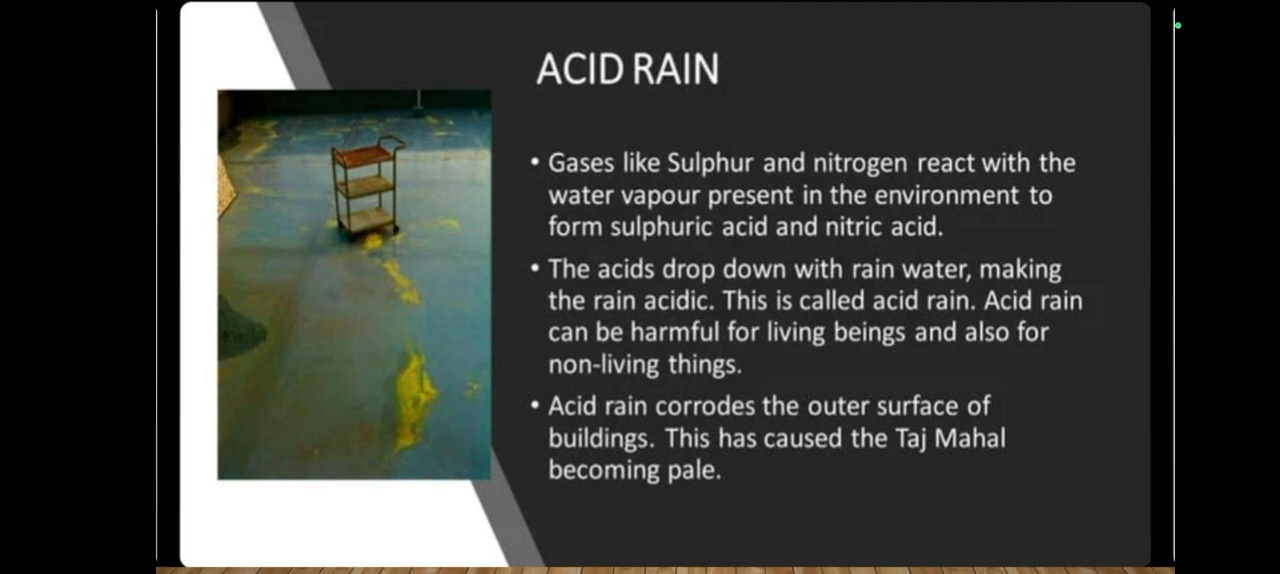 ACID RAIN
• Gases like Sulphur and nitrogen react with the
water vapour present in the environment to
form sulphuric acid and nitric acid.
• The acids drop down with rain water, making
the rain acidic. This is called acid rain. Acid rain
can be harmful for living beings and also for
non-living things.
• Acid rain corrodes the outer surface of
buildings. This has caused the Taj Mahal
becoming pale.